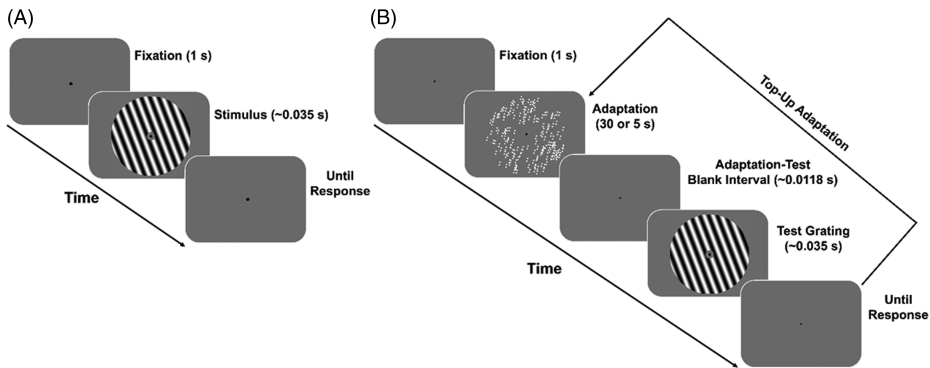 (A)
Fixation (1 s)
Stimulus (~0.035 s)
Until
Response
Time
(B)
Fixation (1 s)
Adaptation
(30 or 5 s)
Top-Up Adaptation
Adaptation-Test
Blank Interval (~0.0118 s)
Test Grating
(~0.035 s)
Until
Response
Time